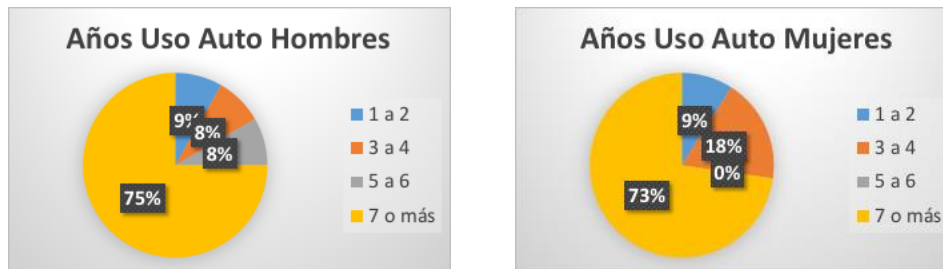 Años Uso Auto Hombres
9%
8%
8%
75%
1 a 2
3 a 4
5 a 6
7 o más
Años Uso Auto Mujeres
9%
18%
0%
73%
1 a 2
3 a 4
5 a 6
7 o más